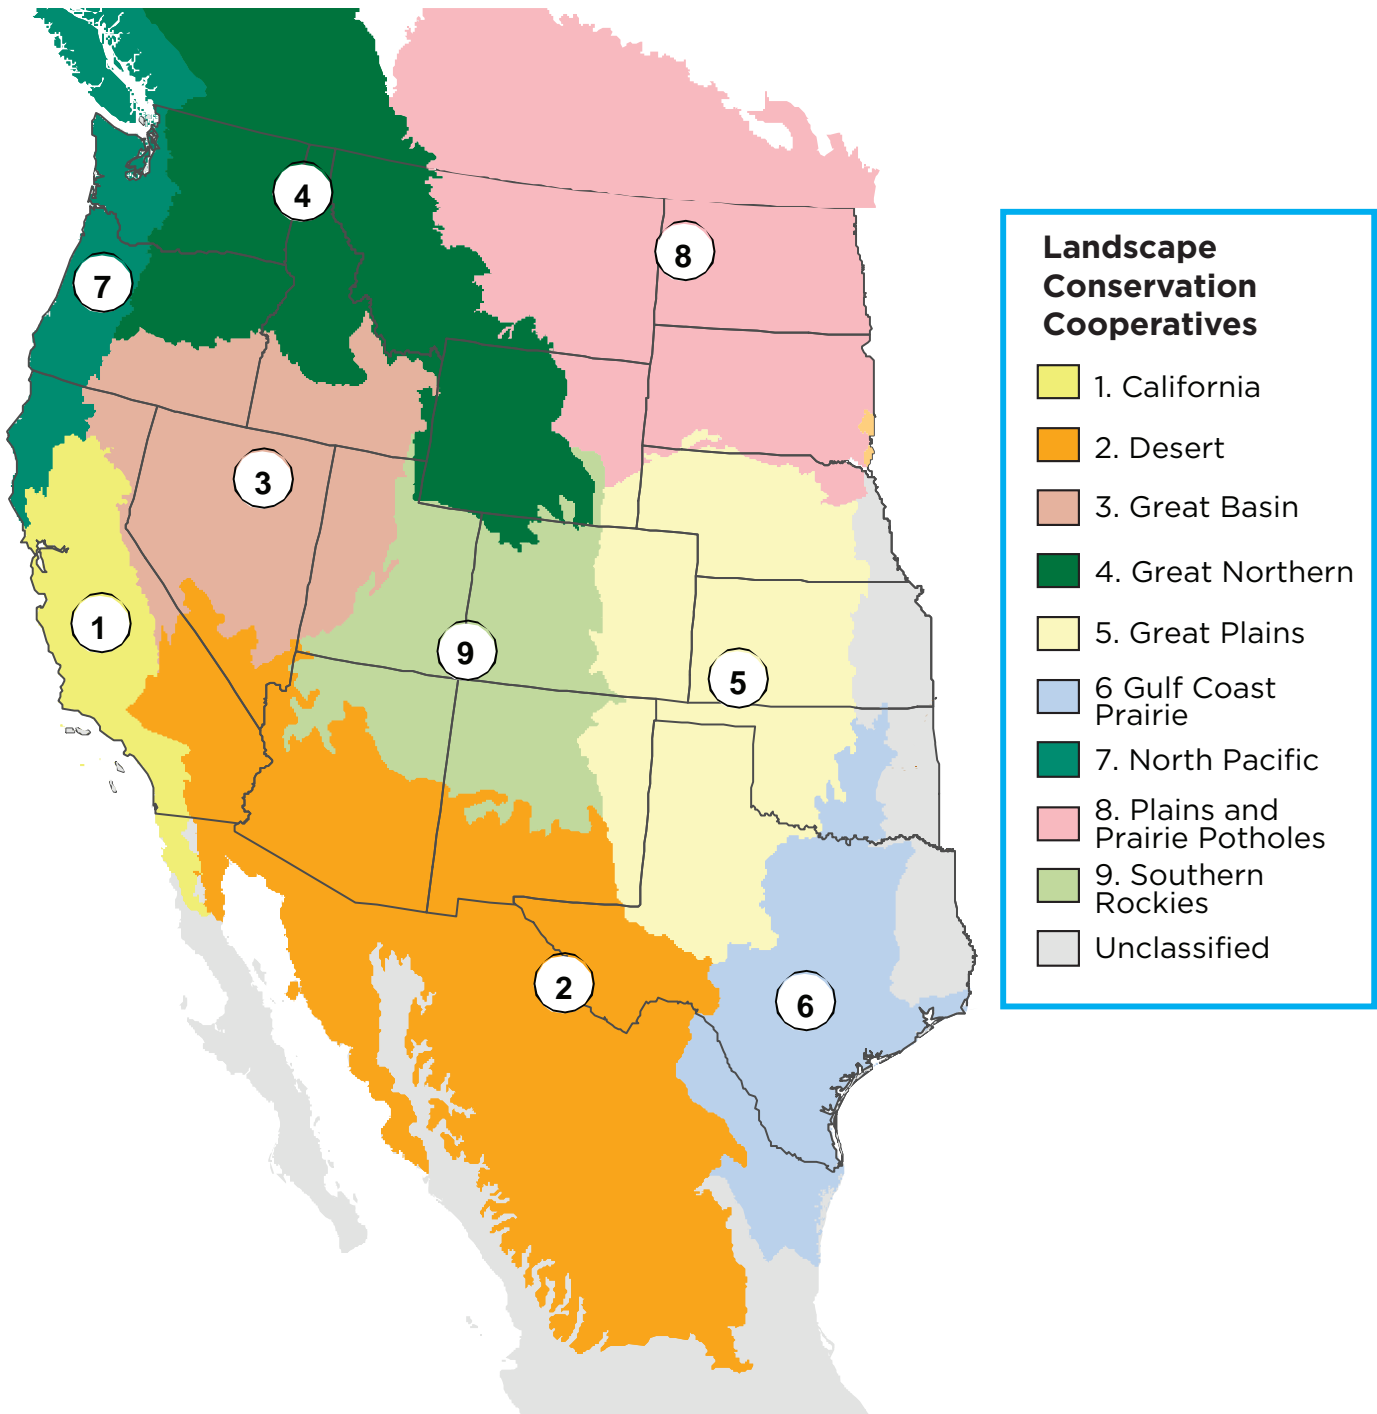 4
8
7
3
1
9
5
2
6
Landscape
Conservation
Cooperatives
1. California
2. Desert
3. Great Basin
4. Great Northern
5. Great Plains
6 Gulf Coast
Prairie
7. North Pacific
8. Plains and
Prairie Potholes
9. Southern
Rockies
Unclassified